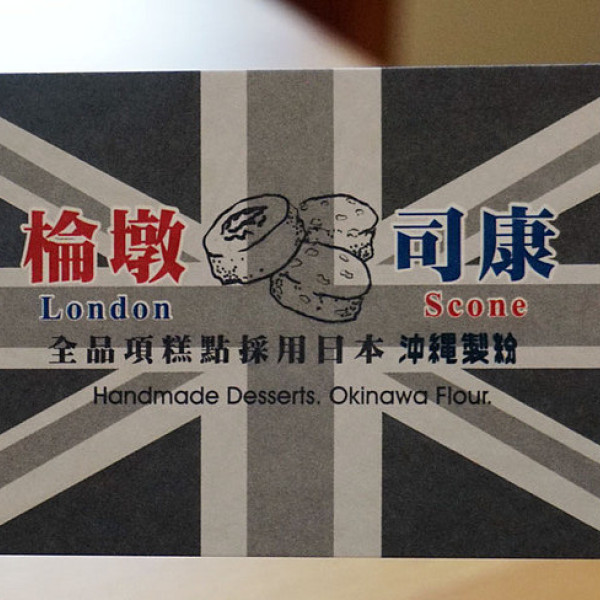 棆墩 司康
London Scone
全品項糕點採用日本 沖繩製粉
Handmade Desserts. Okinawa Flour.